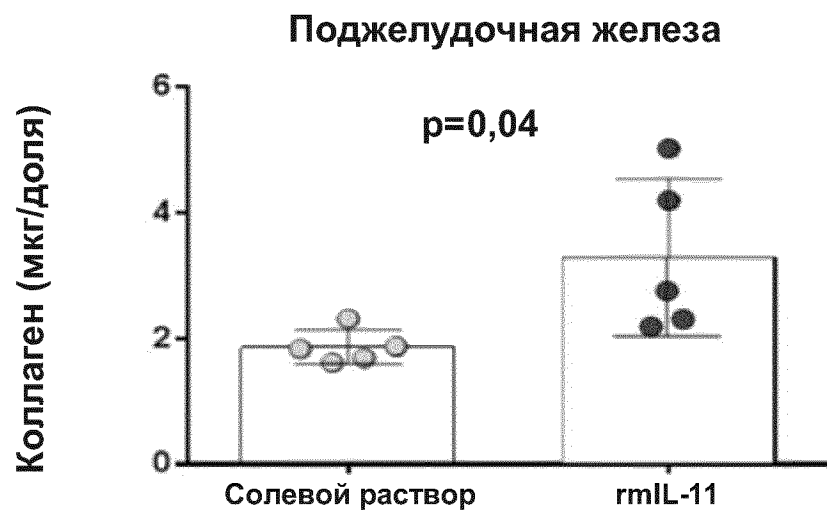 Поджелудочная железа
Коллаген (мкг/доля)
6
4
2
0
p=0,04
Солевой раствор
rmIL-11